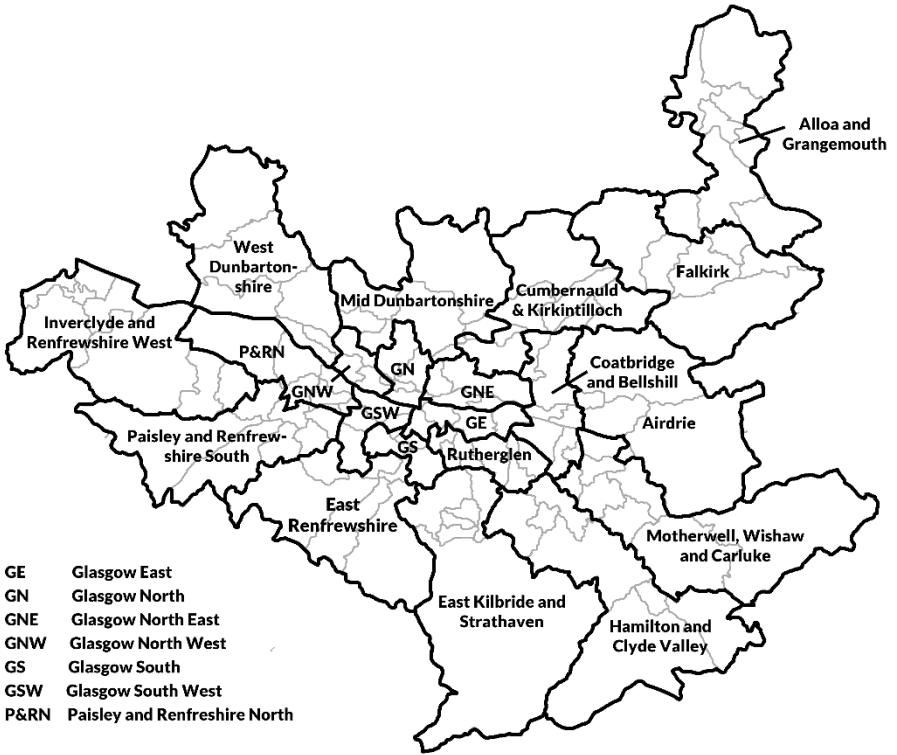 Alloa and
Grangemouth
West
Dunbarton-
shire
Falkirk
Mid Dunbartonshire
Cumbernauld
& Kirkintilloch
Inverclyde and
Renfrewshire West
P&RN
GN
Coatbridge
and Bellshill
GNW
GNE
GSW
GE
Airdrie
Paisley and Renfrew-
shire South
GS
Rutherglen
East
Renfrewshire
Motherwell, Wishaw
and Carluke
East Kilbride and
Strathaven
Hamilton and
Clyde Valley
GE Glasgow East
GN Glasgow North
GNE Glasgow North East
GNW Glasgow North West
GS Glasgow South
GSW Glasgow South West
P&RN Paisley and Renfreshire North